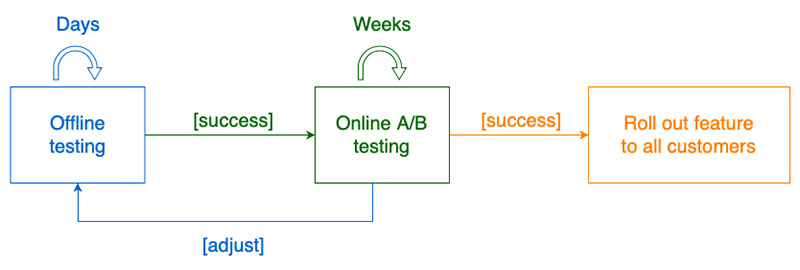 Days
Weeks
Offline
testing
[success]
Online A/B
testing
[success]
Roll out feature
to all customers
[adjust]